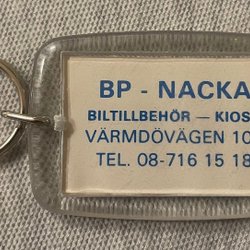 BP - NACKA
BILTILLBEHÖR — KIOS
VÄRMDÖVÄGEN 10
TEL. 08-716 15 18